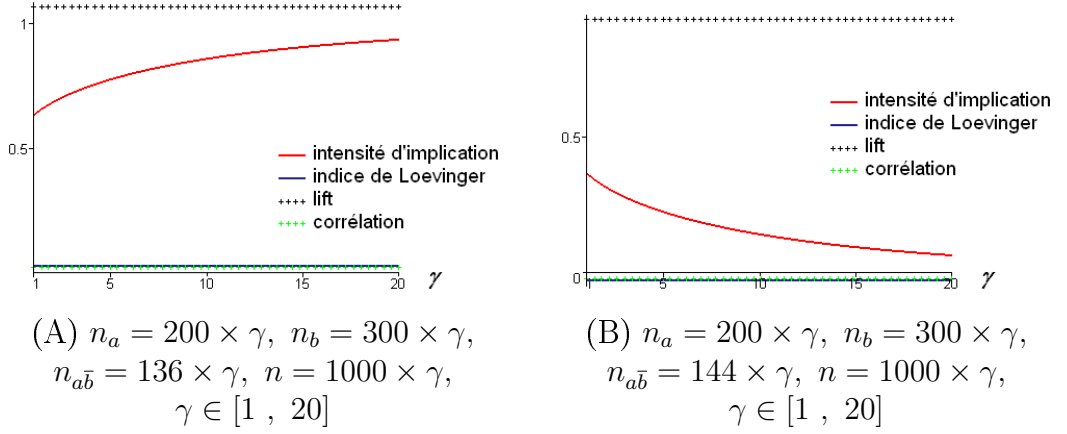 1
0.5
intensité d'implication
indice de Loevinger
lift
corrélation
1 5 10 15 20 γ
(A) n_a = 200 × γ, n_b = 300 × γ,
n_{ab̄} = 136 × γ, n = 1000 × γ,
γ ∈ [1 , 20]
0.5
intensité d'implication
indice de Loevinger
lift
corrélation
0
1 5 10 15 20 γ
(B) n_a = 200 × γ, n_b = 300 × γ,
n_{ab̄} = 144 × γ, n = 1000 × γ,
γ ∈ [1 , 20]